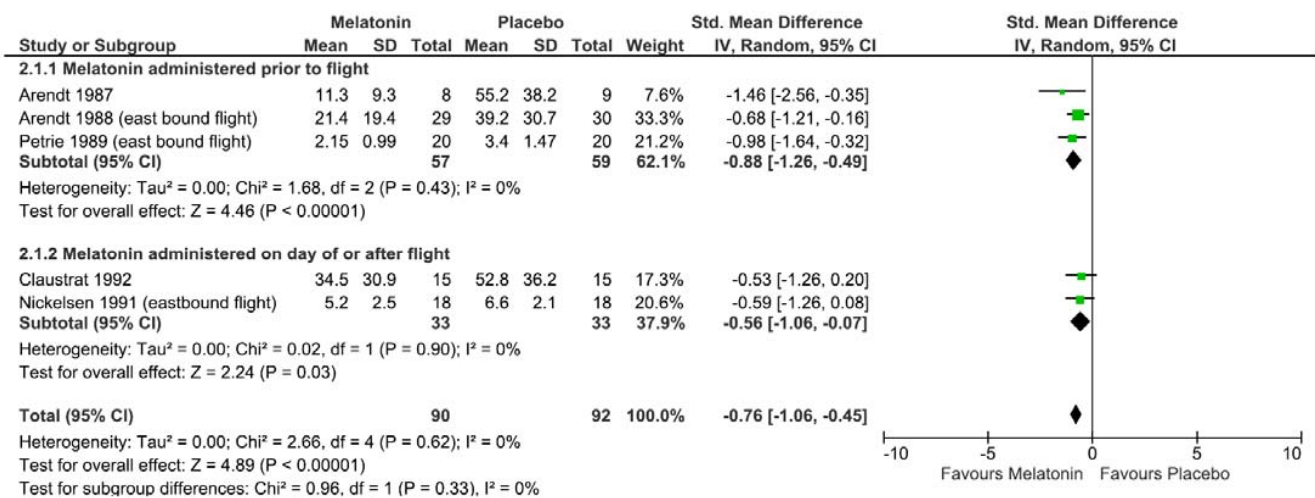 Melatonin Placebo Std. Mean Difference Std. Mean Difference
Study or Subgroup Mean SD Total Mean SD Total Weight IV, Random, 95% CI IV, Random, 95% CI
2.1.1 Melatonin administered prior to flight
Arendt 1987 11.3 9.3 8 55.2 38.2 9 7.6% -1.46 [-2.56, -0.35]
Arendt 1988 (east bound flight) 21.4 19.4 29 39.2 30.7 30 33.3% -0.68 [-1.21, -0.16]
Petrie 1989 (east bound flight) 2.15 0.99 20 3.4 1.47 20 21.2% -0.98 [-1.64, -0.32]
Subtotal (95% CI) 57 59 62.1% -0.88 [-1.26, -0.49]
Heterogeneity: Tau² = 0.00; Chi² = 1.68, df = 2 (P = 0.43); I² = 0%
Test for overall effect: Z = 4.46 (P < 0.00001)
2.1.2 Melatonin administered on day of or after flight
Claustrat 1992 34.5 30.9 15 52.8 36.2 15 17.3% -0.53 [-1.26, 0.20]
Nickelsen 1991 (eastbound flight) 5.2 2.5 18 6.6 2.1 18 20.6% -0.59 [-1.26, 0.08]
Subtotal (95% CI) 33 33 37.9% -0.56 [-1.06, -0.07]
Heterogeneity: Tau² = 0.00; Chi² = 0.02, df = 1 (P = 0.90); I² = 0%
Test for overall effect: Z = 2.24 (P = 0.03)
Total (95% CI) 90 92 100.0% -0.76 [-1.06, -0.45]
Heterogeneity: Tau² = 0.00; Chi² = 2.66, df = 4 (P = 0.62); I² = 0%
-10 -5 0 5 10
Test for overall effect: Z = 4.89 (P < 0.00001)
Favours Melatonin Favours Placebo
Test for subgroup differences: Chi² = 0.96, df = 1 (P = 0.33), I² = 0%